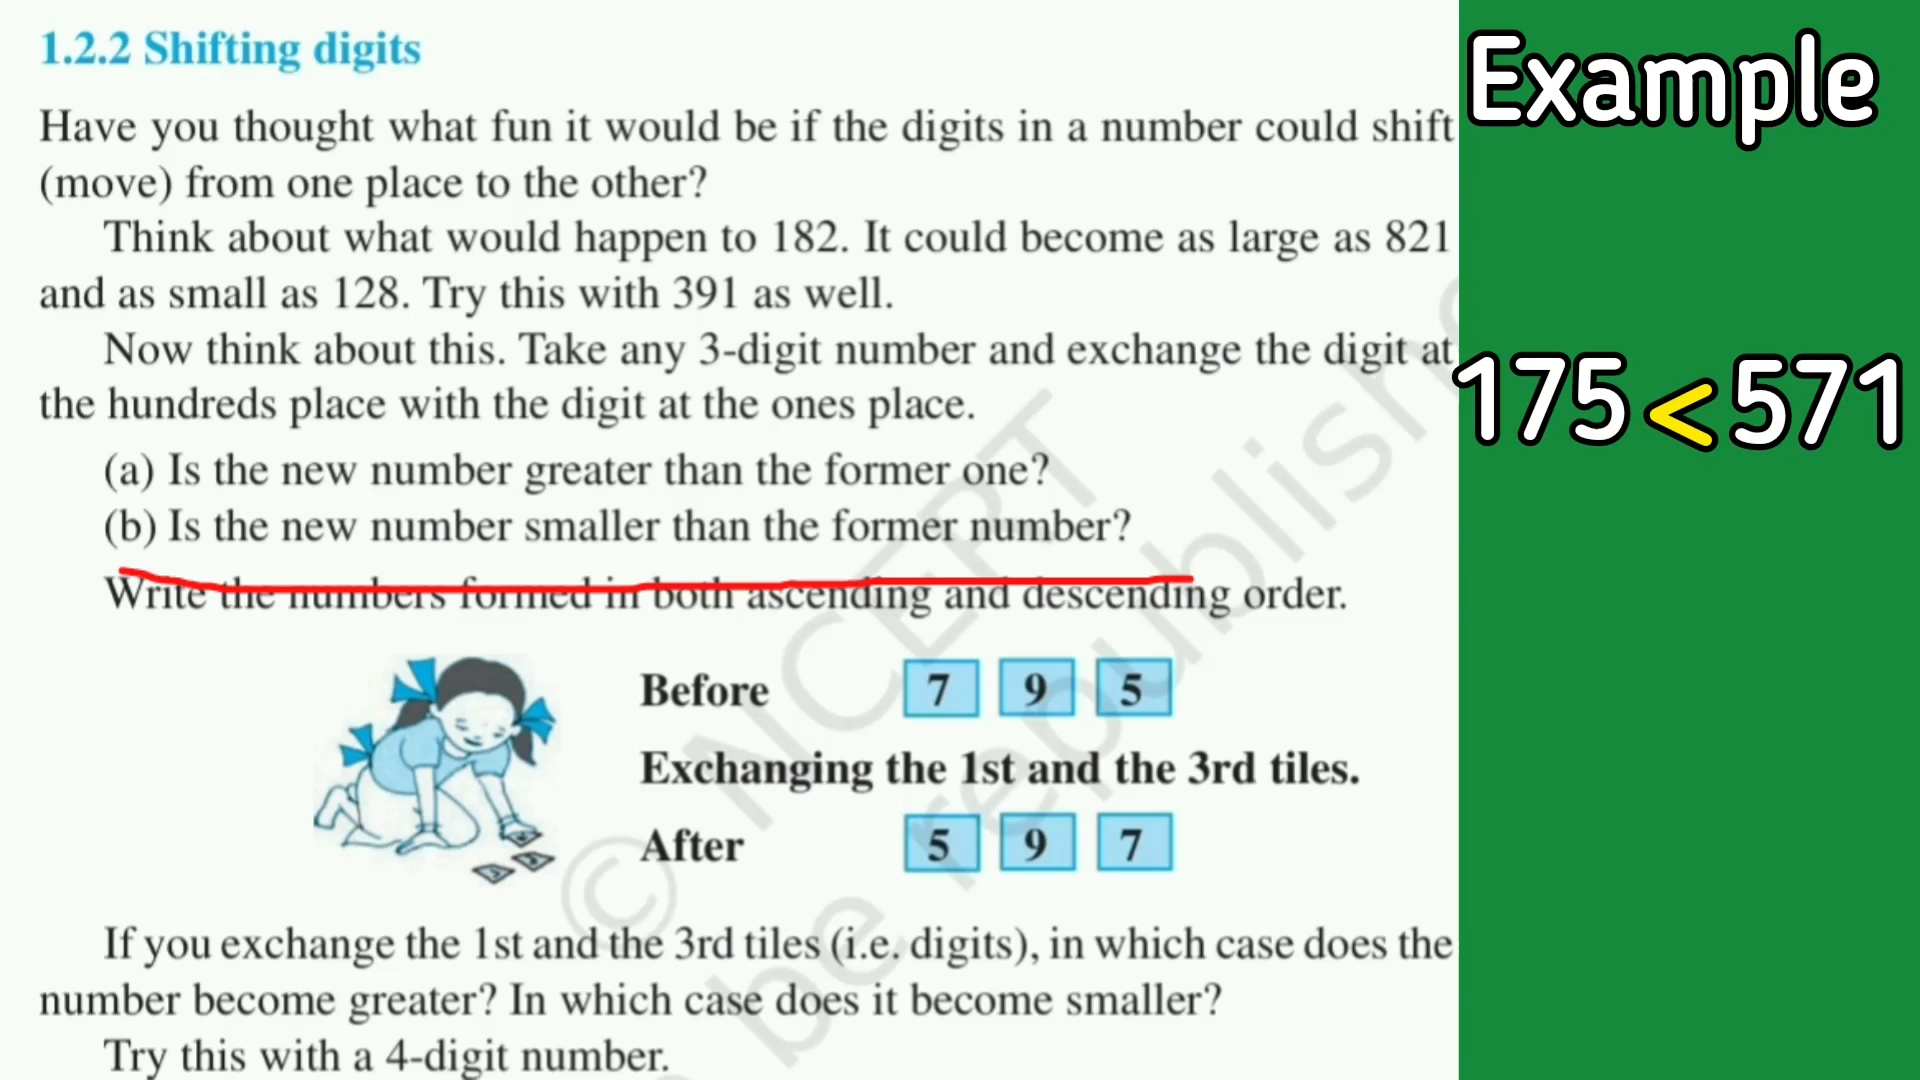 1.2.2 Shifting digits
Have you thought what fun it would be if the digits in a number could shift
(move) from one place to the other?
Think about what would happen to 182. It could become as large as 821
and as small as 128. Try this with 391 as well.
Now think about this. Take any 3-digit number and exchange the digit at
the hundreds place with the digit at the ones place.
(a) Is the new number greater than the former one?
(b) Is the new number smaller than the former number?
Write the numbers formed in both ascending and descending order.
Before 7 9 5
Exchanging the 1st and the 3rd tiles.
After 5 9 7
If you exchange the 1st and the 3rd tiles (i.e. digits), in which case does the
number become greater? In which case does it become smaller?
Try this with a 4-digit number.
© NCERT
be republishe
Example
175<571